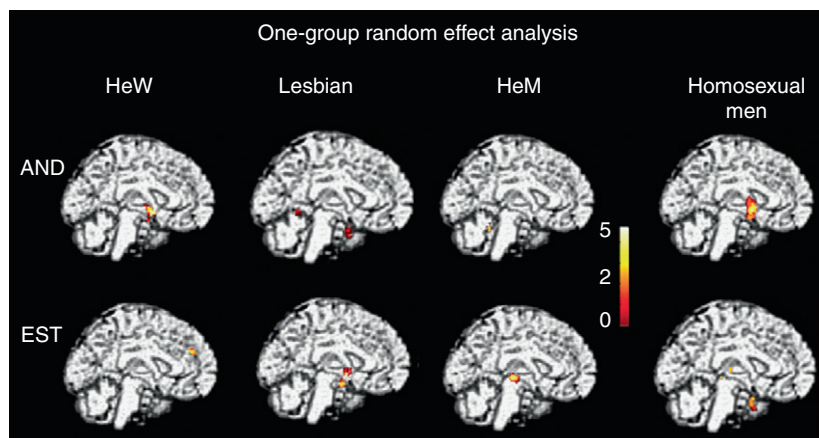 One-group random effect analysis
HeW Lesbian HeM Homosexual
men
AND
5
2
0
EST